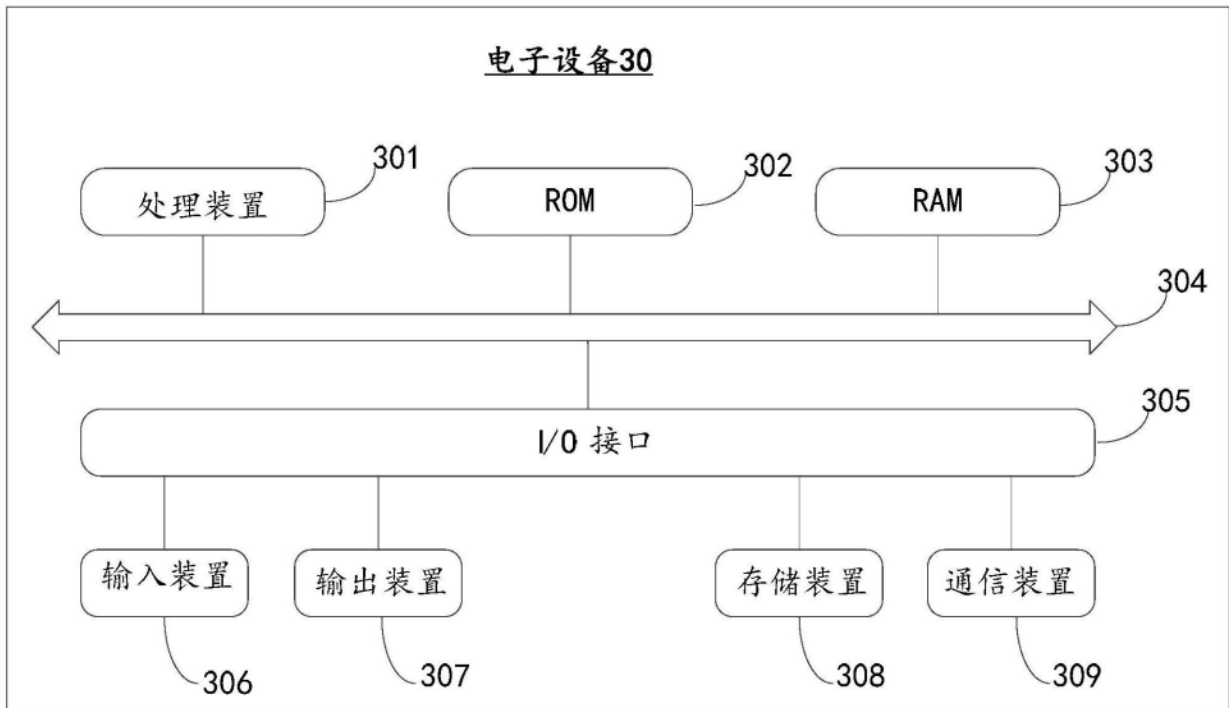 电子设备30
301
302
303
处理装置
ROM
RAM
304
305
I/O 接口
输入装置
输出装置
存储装置
通信装置
306
307
308
309